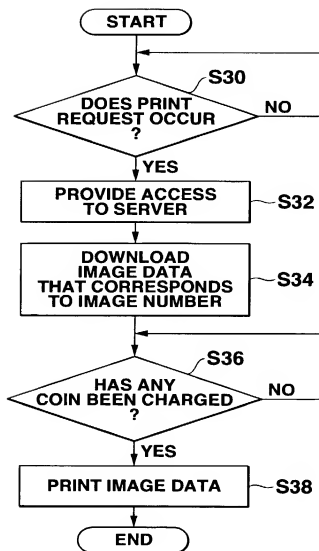 START
S30
DOES PRINT
REQUEST OCCUR
?
NO
YES
PROVIDE ACCESS
TO SERVER
S32
DOWNLOAD
IMAGE DATA
THAT CORRESPONDS
TO IMAGE NUMBER
S34
S36
HAS ANY
COIN BEEN CHARGED
?
NO
YES
PRINT IMAGE DATA
S38
END